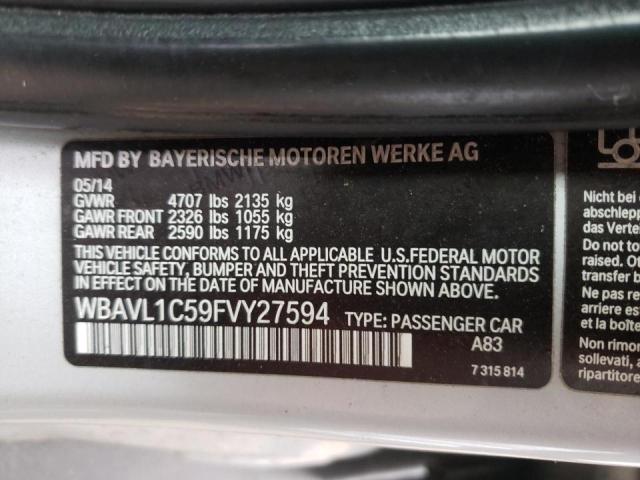 MFD BY BAYERISCHE MOTOREN WERKE AG
05/14
GVWR 4707 lbs 2135 kg
GAWR FRONT 2326 lbs 1055 kg
GAWR REAR 2590 lbs 1175 kg
THIS VEHICLE CONFORMS TO ALL APPLICABLE U.S.FEDERAL MOTOR
VEHICLE SAFETY, BUMPER, AND THEFT PREVENTION STANDARDS
IN EFFECT ON THE DATE OF MANUFACTURE SHOWN ABOVE.
WBAVL1C59FVY27594 TYPE: PASSENGER CAR
A83
7 315 814
Nicht bei
abschlepp
das Vertei
Do not to
raised. Ot
transfer b
Ne pas re
arriere es
boîte de
Non rimor
sollevati, a
ripartitore